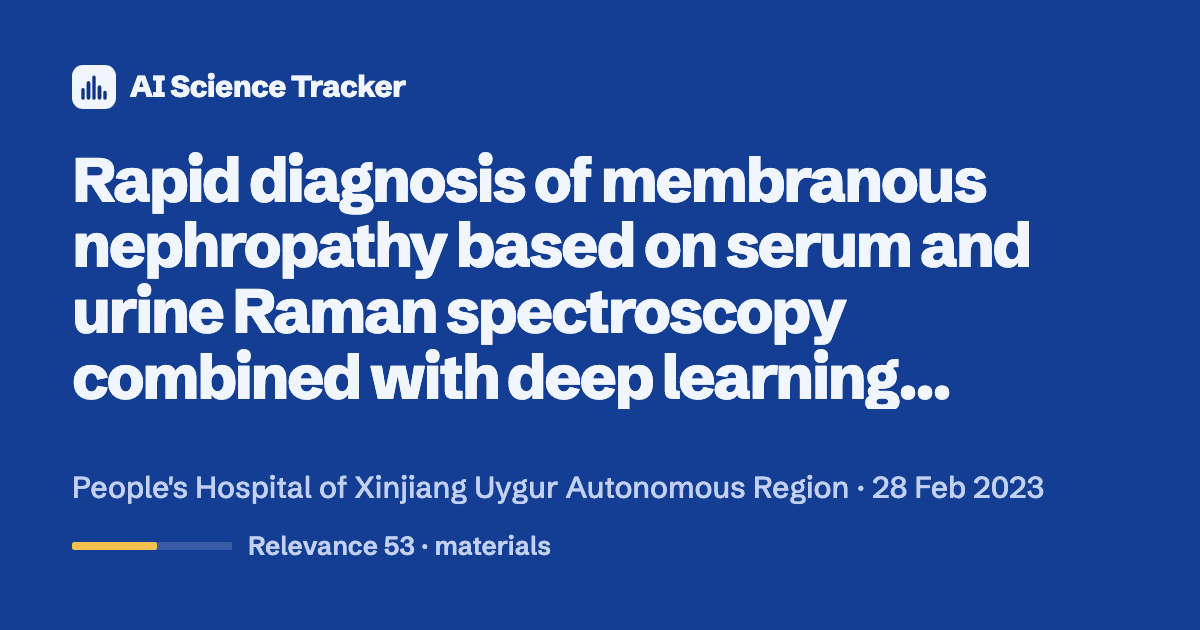 AI Science Tracker
Rapid diagnosis of membranous
nephropathy based on serum and
urine Raman spectroscopy
combined with deep learning...
People's Hospital of Xinjiang Uygur Autonomous Region · 28 Feb 2023
Relevance 53 · materials